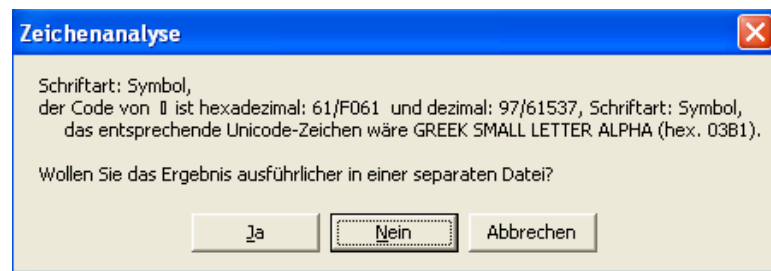 Zeichenanalyse
Schriftart: Symbol,
der Code von ▯ ist hexadezimal: 61/F061 und dezimal: 97/61537, Schriftart: Symbol,
das entsprechende Unicode-Zeichen wäre GREEK SMALL LETTER ALPHA (hex. 03B1).
Wollen Sie das Ergebnis ausführlicher in einer separaten Datei?
Ja Nein Abbrechen